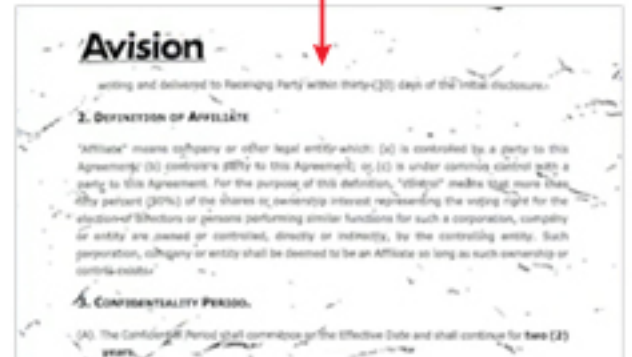 Avision
writing and delivered to Receiving Party within thirty (30) days of the initial disclosure.
2. DEFINITION OF AFFILIATE
"Affiliate" means company or other legal entity which: (a) is controlled by a party to this
Agreement; (b) controls a party to this Agreement; or (c) is under common control with a
party to this Agreement. For the purpose of this definition, "control" means that more than
fifty percent (50%) of the shares or ownership interest representing the voting right for the
election of directors or persons performing similar functions for such a corporation, company
or entity are owned or controlled, directly or indirectly, by the controlling entity. Such
corporation, company or entity shall be deemed to be an Affiliate so long as such ownership or
control exists.
3. CONFIDENTIALITY PERIOD.
(A). The Confidential Period shall commence on the Effective Date and shall continue for two (2)
years.